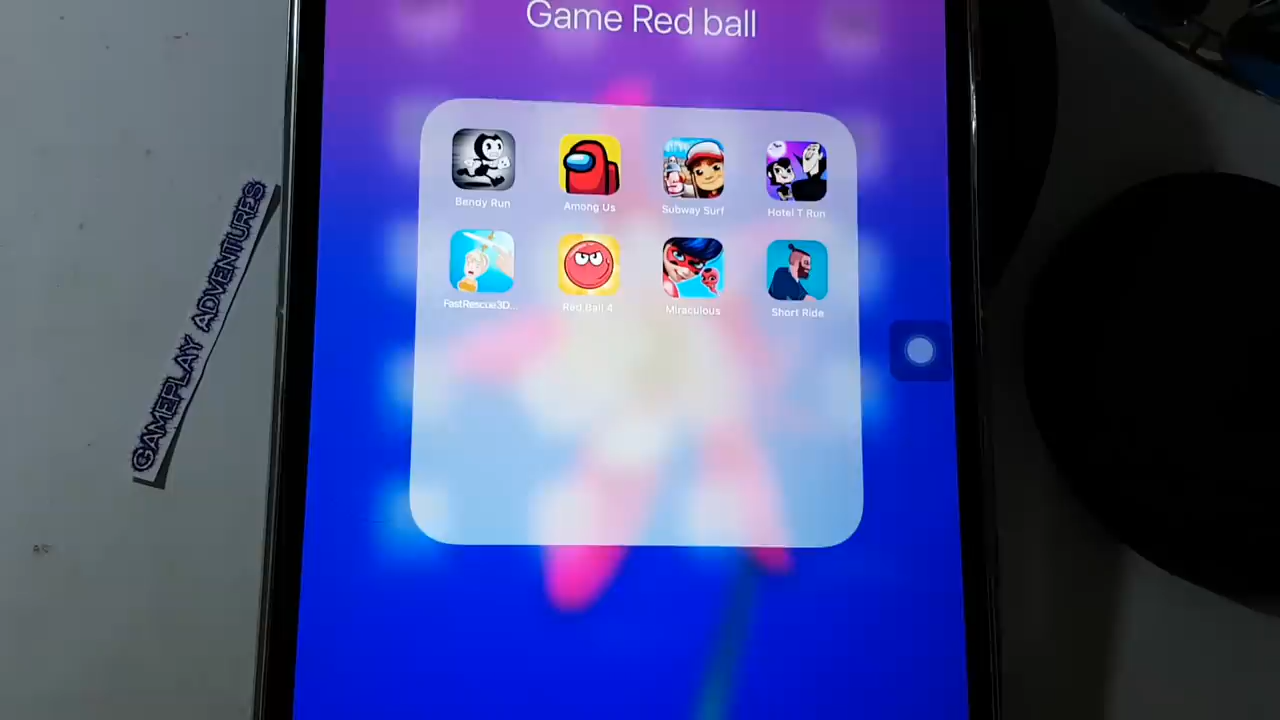 Game Red ball
Bendy Run
Among Us
Subway Surf
Hotel T Run
FastRescue3D...
Red Ball 4
Miraculous
Short Ride
GAMEPLAY ADVENTURES